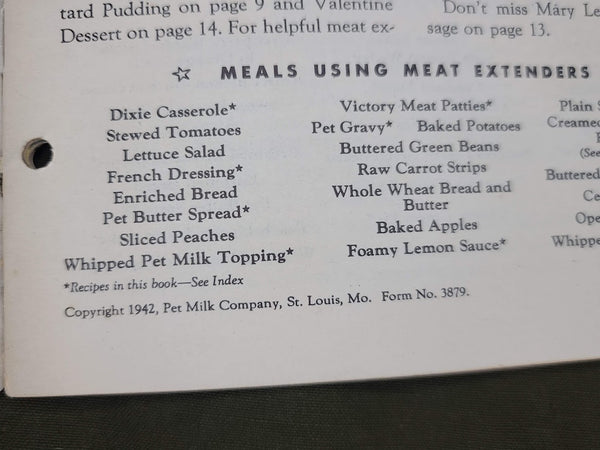 tard Pudding on page 9 and Valentine
Dessert on page 14. For helpful meat ex-
Don't miss Mary Le
sage on page 13.
☆ MEALS USING MEAT EXTENDERS
Dixie Casserole*
Stewed Tomatoes
Lettuce Salad
French Dressing*
Enriched Bread
Pet Butter Spread*
Sliced Peaches
Whipped Pet Milk Topping*
Victory Meat Patties*
Pet Gravy* Baked Potatoes
Buttered Green Beans
Raw Carrot Strips
Whole Wheat Bread and
Butter
Baked Apples
Foamy Lemon Sauce*
Plain
Creamed
(See
Buttered
Ce
Ope
Whippe
*Recipes in this book—See Index
Copyright 1942, Pet Milk Company, St. Louis, Mo. Form No. 3879.